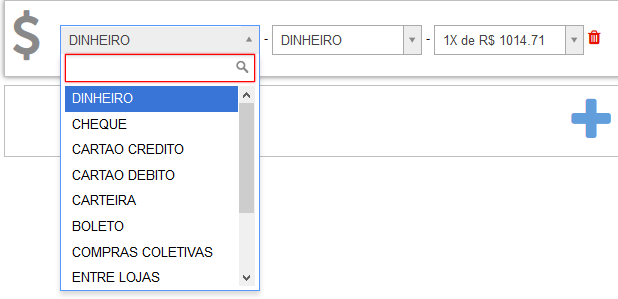 $
DINHEIRO - DINHEIRO - 1X de R$ 1014.71
DINHEIRO
CHEQUE
CARTAO CREDITO
CARTAO DEBITO
CARTEIRA
BOLETO
COMPRAS COLETIVAS
ENTRE LOJAS